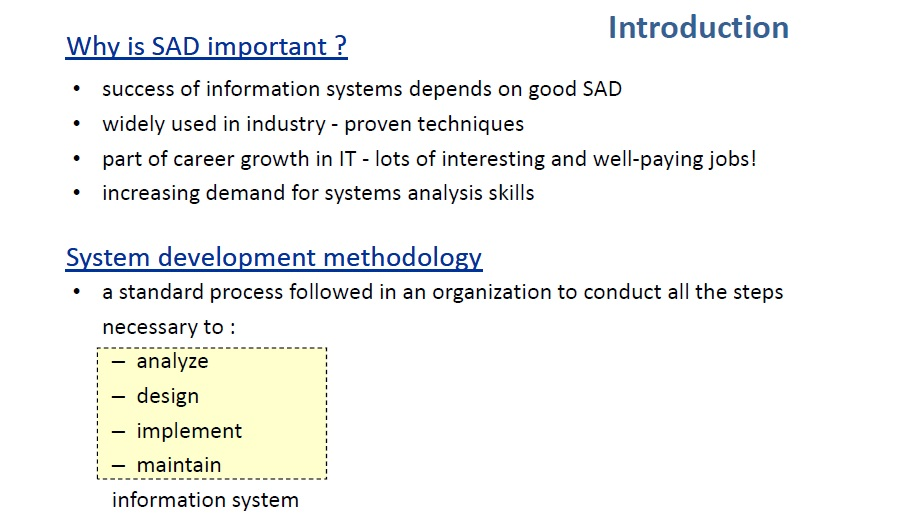 Introduction
Why is SAD important ?
• success of information systems depends on good SAD
• widely used in industry - proven techniques
• part of career growth in IT - lots of interesting and well-paying jobs!
• increasing demand for systems analysis skills
System development methodology
• a standard process followed in an organization to conduct all the steps
necessary to :
– analyze
– design
– implement
– maintain
information system